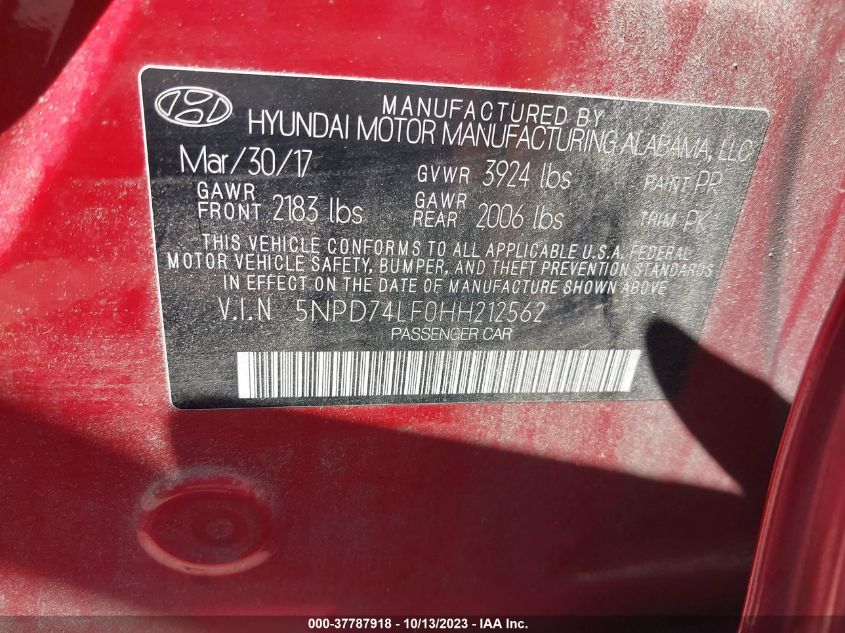 MANUFACTURED BY
HYUNDAI MOTOR MANUFACTURING ALABAMA, LLC
Mar/30/17 GVWR 3924 lbs PAINT PR
GAWR FRONT 2183 lbs GAWR REAR 2006 lbs TRIM PK
THIS VEHICLE CONFORMS TO ALL APPLICABLE U.S.A. FEDERAL
MOTOR VEHICLE SAFETY, BUMPER, AND THEFT PREVENTION STANDARDS
IN EFFECT ON THE DATE OF MANUFACTURE SHOWN ABOVE
V.I.N 5NPD74LF0HH212562
PASSENGER CAR
000-37787918 - 10/13/2023 - IAA Inc.